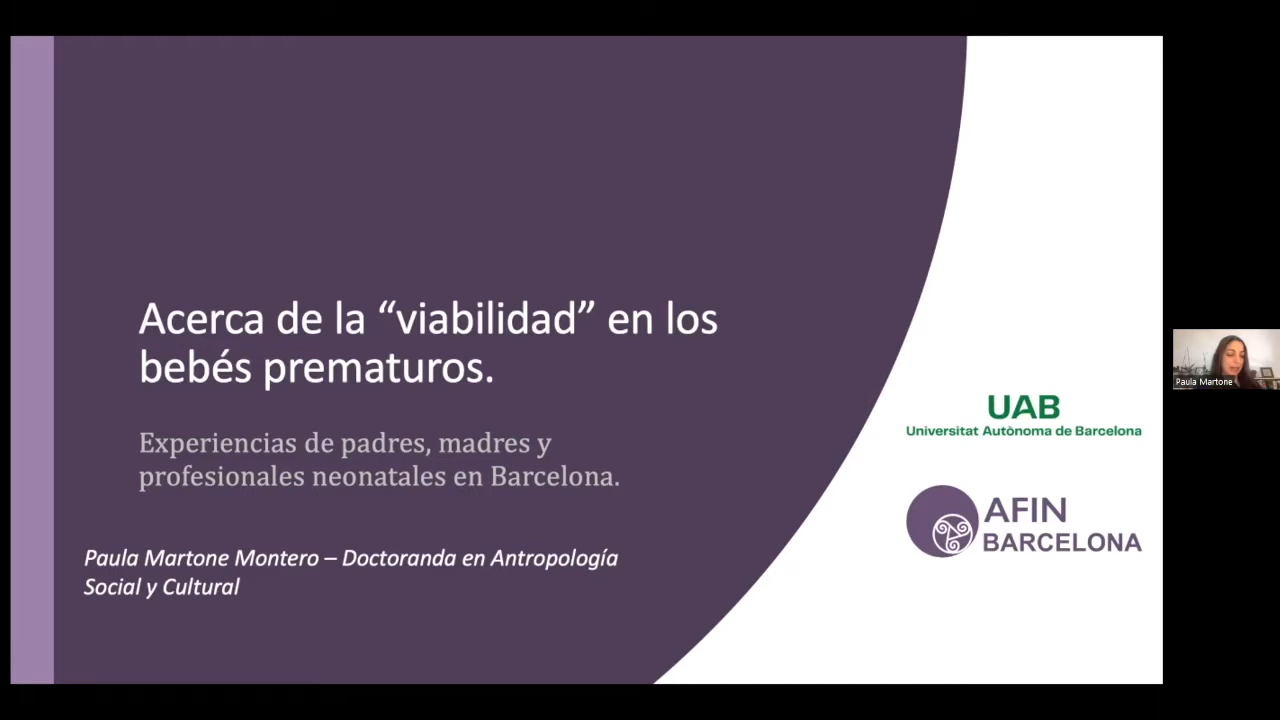 Acerca de la “viabilidad” en los
bebés prematuros.
Experiencias de padres, madres y
profesionales neonatales en Barcelona.
Paula Martone Montero – Doctoranda en Antropología
Social y Cultural
UAB
Universitat Autònoma de Barcelona
AFIN
BARCELONA
Paula Martone